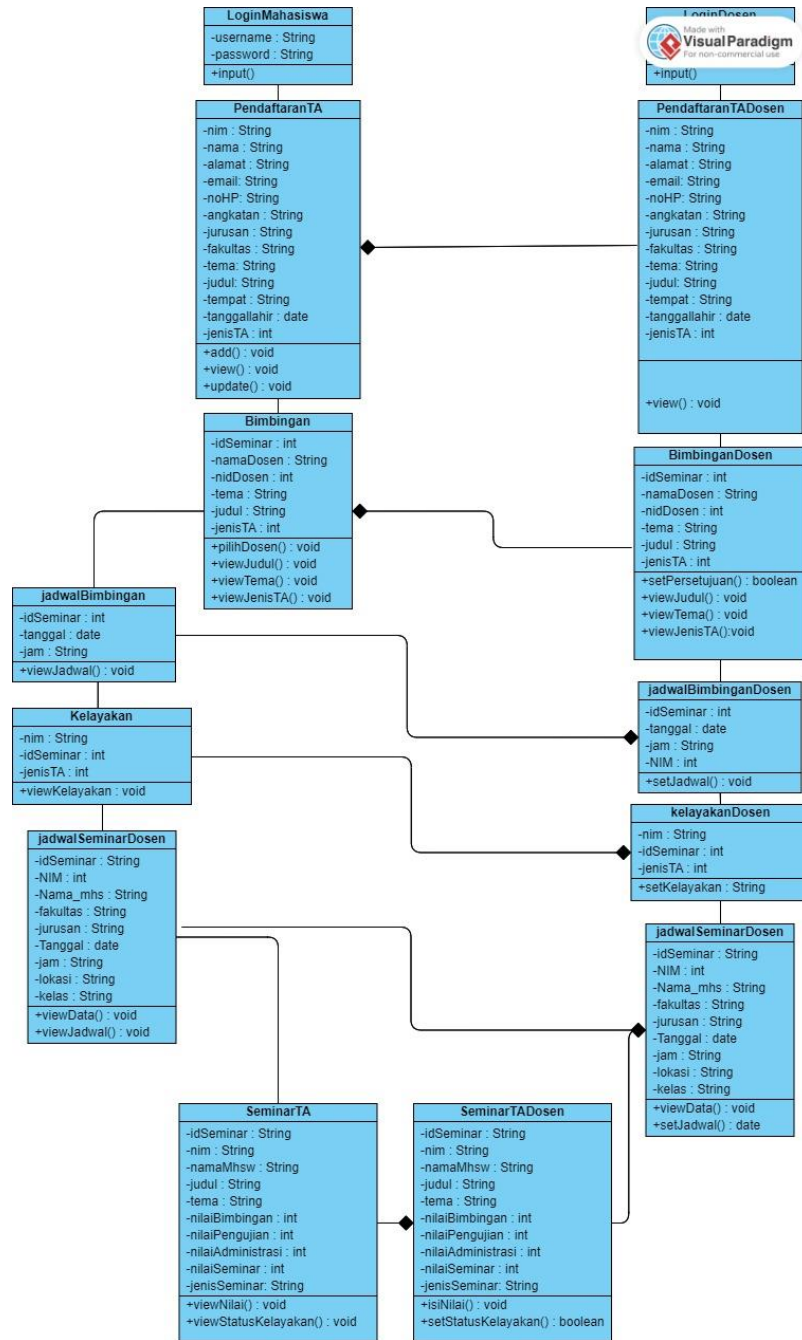 LoginMahasiswa
-username : String
-password : String
+input()
LoginDosen
Made with
VisualParadigm
For non-commercial use
+input()
PendaftaranTA
-nim : String
-nama : String
-alamat : String
-email: String
-noHP: String
-angkatan : String
-jurusan : String
-fakultas : String
-tema: String
-judul: String
-tempat : String
-tanggallahir : date
-jenisTA : int
+add() : void
+view() : void
+update() : void
PendaftaranTADosen
-nim : String
-nama : String
-alamat : String
-email: String
-noHP: String
-angkatan : String
-jurusan : String
-fakultas : String
-tema: String
-judul: String
-tempat : String
-tanggallahir : date
-jenisTA : int
+view() : void
Bimbingan
-idSeminar : int
-namaDosen : String
-nidDosen : int
-tema : String
-judul : String
-jenisTA : int
+pilihDosen() : void
+viewJudul() : void
+viewTema() : void
+viewJenisTA() : void
BimbinganDosen
-idSeminar : int
-namaDosen : String
-nidDosen : int
-tema : String
-judul : String
-jenisTA : int
+setPersetujuan() : boolean
+viewJudul() : void
+viewTema() : void
+viewJenisTA():void
jadwalBimbingan
-idSeminar : int
-tanggal : date
-jam : String
+viewJadwal() : void
jadwalBimbinganDosen
-idSeminar : int
-tanggal : date
-jam : String
-NIM : int
+setJadwal() : void
Kelayakan
-nim : String
-idSeminar : int
-jenisTA : int
+viewKelayakan : void
kelayakanDosen
-nim : String
-idSeminar : int
-jenisTA : int
+setKelayakan : String
jadwalSeminarDosen
-idSeminar : String
-NIM : int
-Nama_mhs : String
-fakultas : String
-jurusan : String
-Tanggal : date
-jam : String
-lokasi : String
-kelas : String
+viewData() : void
+viewJadwal() : void
jadwalSeminarDosen
-idSeminar : String
-NIM : int
-Nama_mhs : String
-fakultas : String
-jurusan : String
-Tanggal : date
-jam : String
-lokasi : String
-kelas : String
+viewData() : void
+setJadwal() : date
SeminarTA
-idSeminar : String
-nim : String
-namaMhsw : String
-judul : String
-tema : String
-nilaiBimbingan : int
-nilaiPengujian : int
-nilaiAdministrasi : int
-nilaiSeminar : int
-jenisSeminar: String
+viewNilai() : void
+viewStatusKelayakan() : void
SeminarTADosen
-idSeminar : String
-nim : String
-namaMhsw : String
-judul : String
-tema : String
-nilaiBimbingan : int
-nilaiPengujian : int
-nilaiAdministrasi : int
-nilaiSeminar : int
-jenisSeminar: String
+isiNilai() : void
+setStatusKelayakan() : boolean